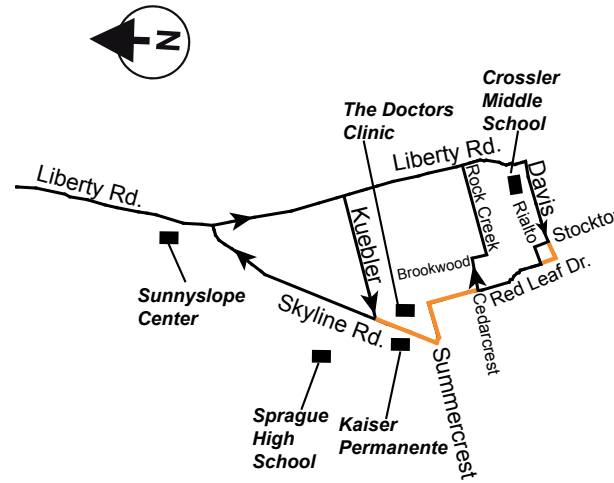 N
Crossler
Middle
School
The Doctors
Clinic
Liberty Rd.
Liberty Rd.
Rock Creek
Davis
Rialto
Stockto
Kuebler
Brookwood
Red Leaf Dr.
Cedarcrest
Sunnyslope
Center
Skyline Rd.
Summercrest
Sprague
High
School
Kaiser
Permanente